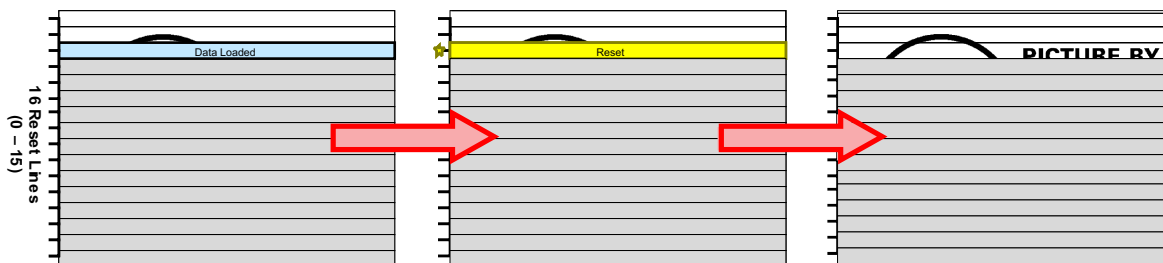 16 Reset Lines
(0 – 15)
Data Loaded
Reset
PICTURE BY